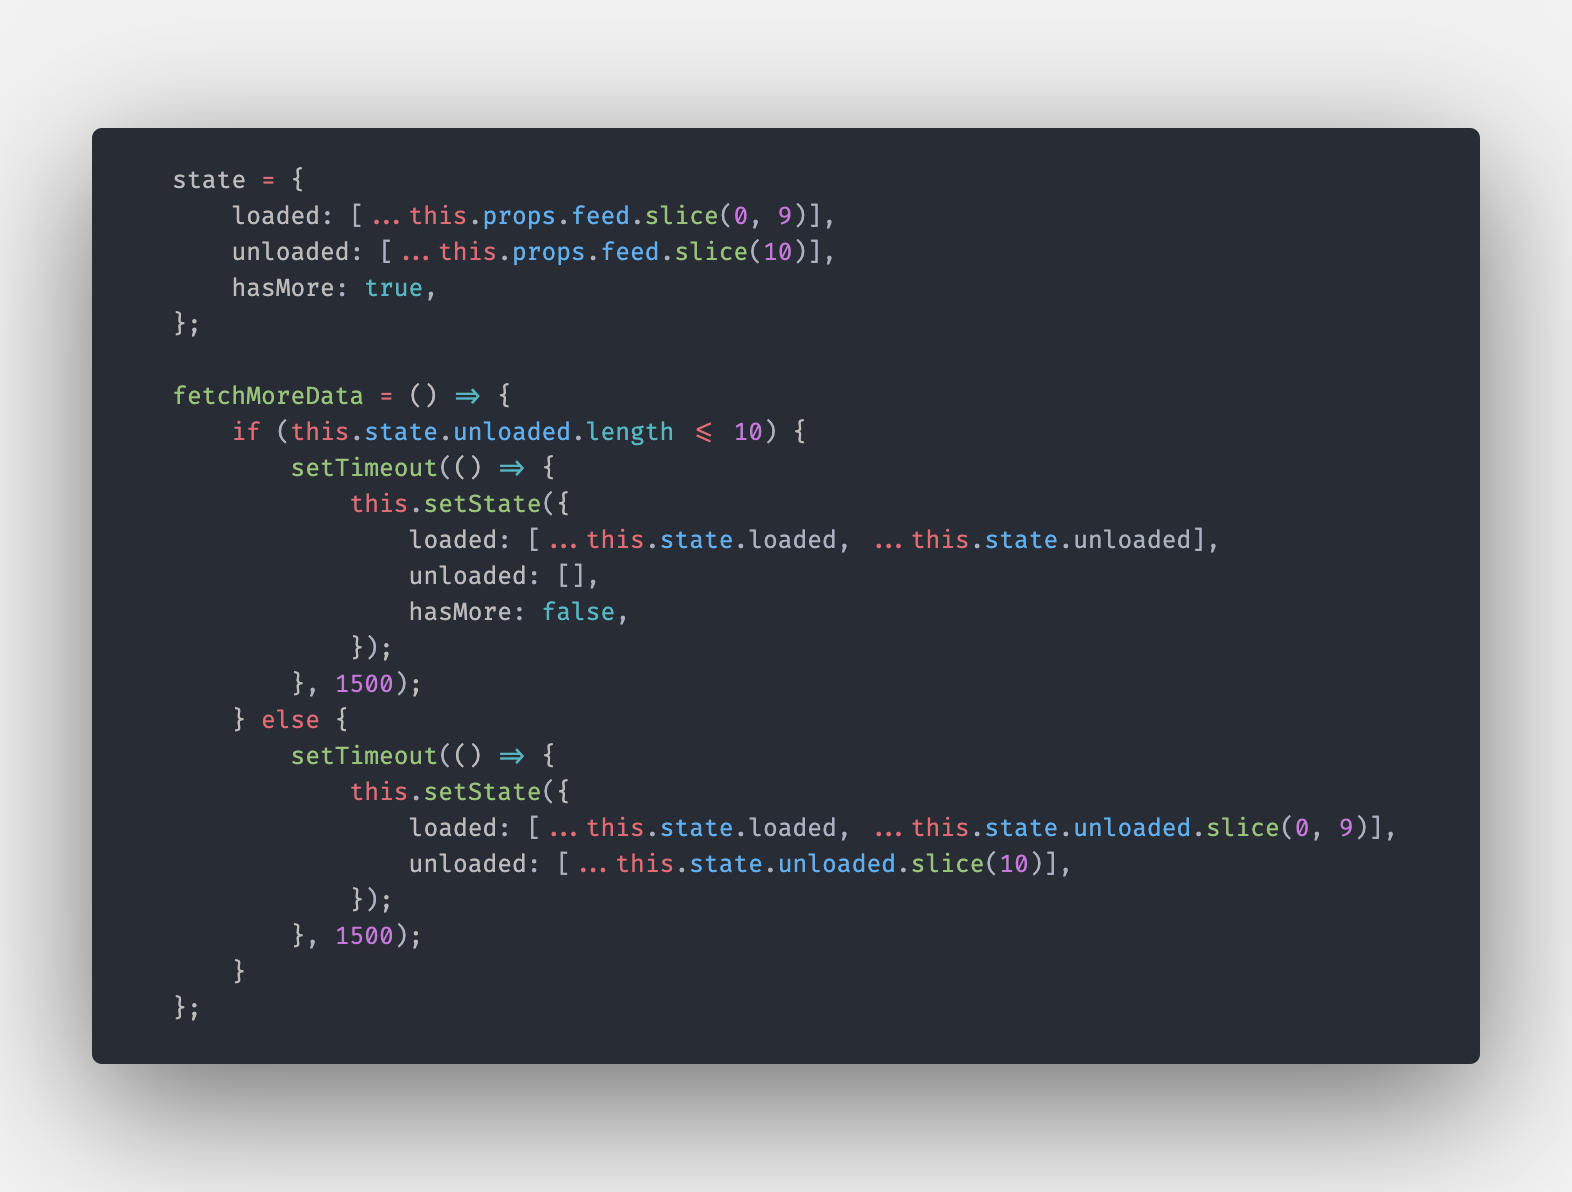 state = {
    loaded: [...this.props.feed.slice(0, 9)],
    unloaded: [...this.props.feed.slice(10)],
    hasMore: true,
};

fetchMoreData = () => {
    if (this.state.unloaded.length <= 10) {
        setTimeout(() => {
            this.setState({
                loaded: [...this.state.loaded, ...this.state.unloaded],
                unloaded: [],
                hasMore: false,
            });
        }, 1500);
    } else {
        setTimeout(() => {
            this.setState({
                loaded: [...this.state.loaded, ...this.state.unloaded.slice(0, 9)],
                unloaded: [...this.state.unloaded.slice(10)],
            });
        }, 1500);
    }
};